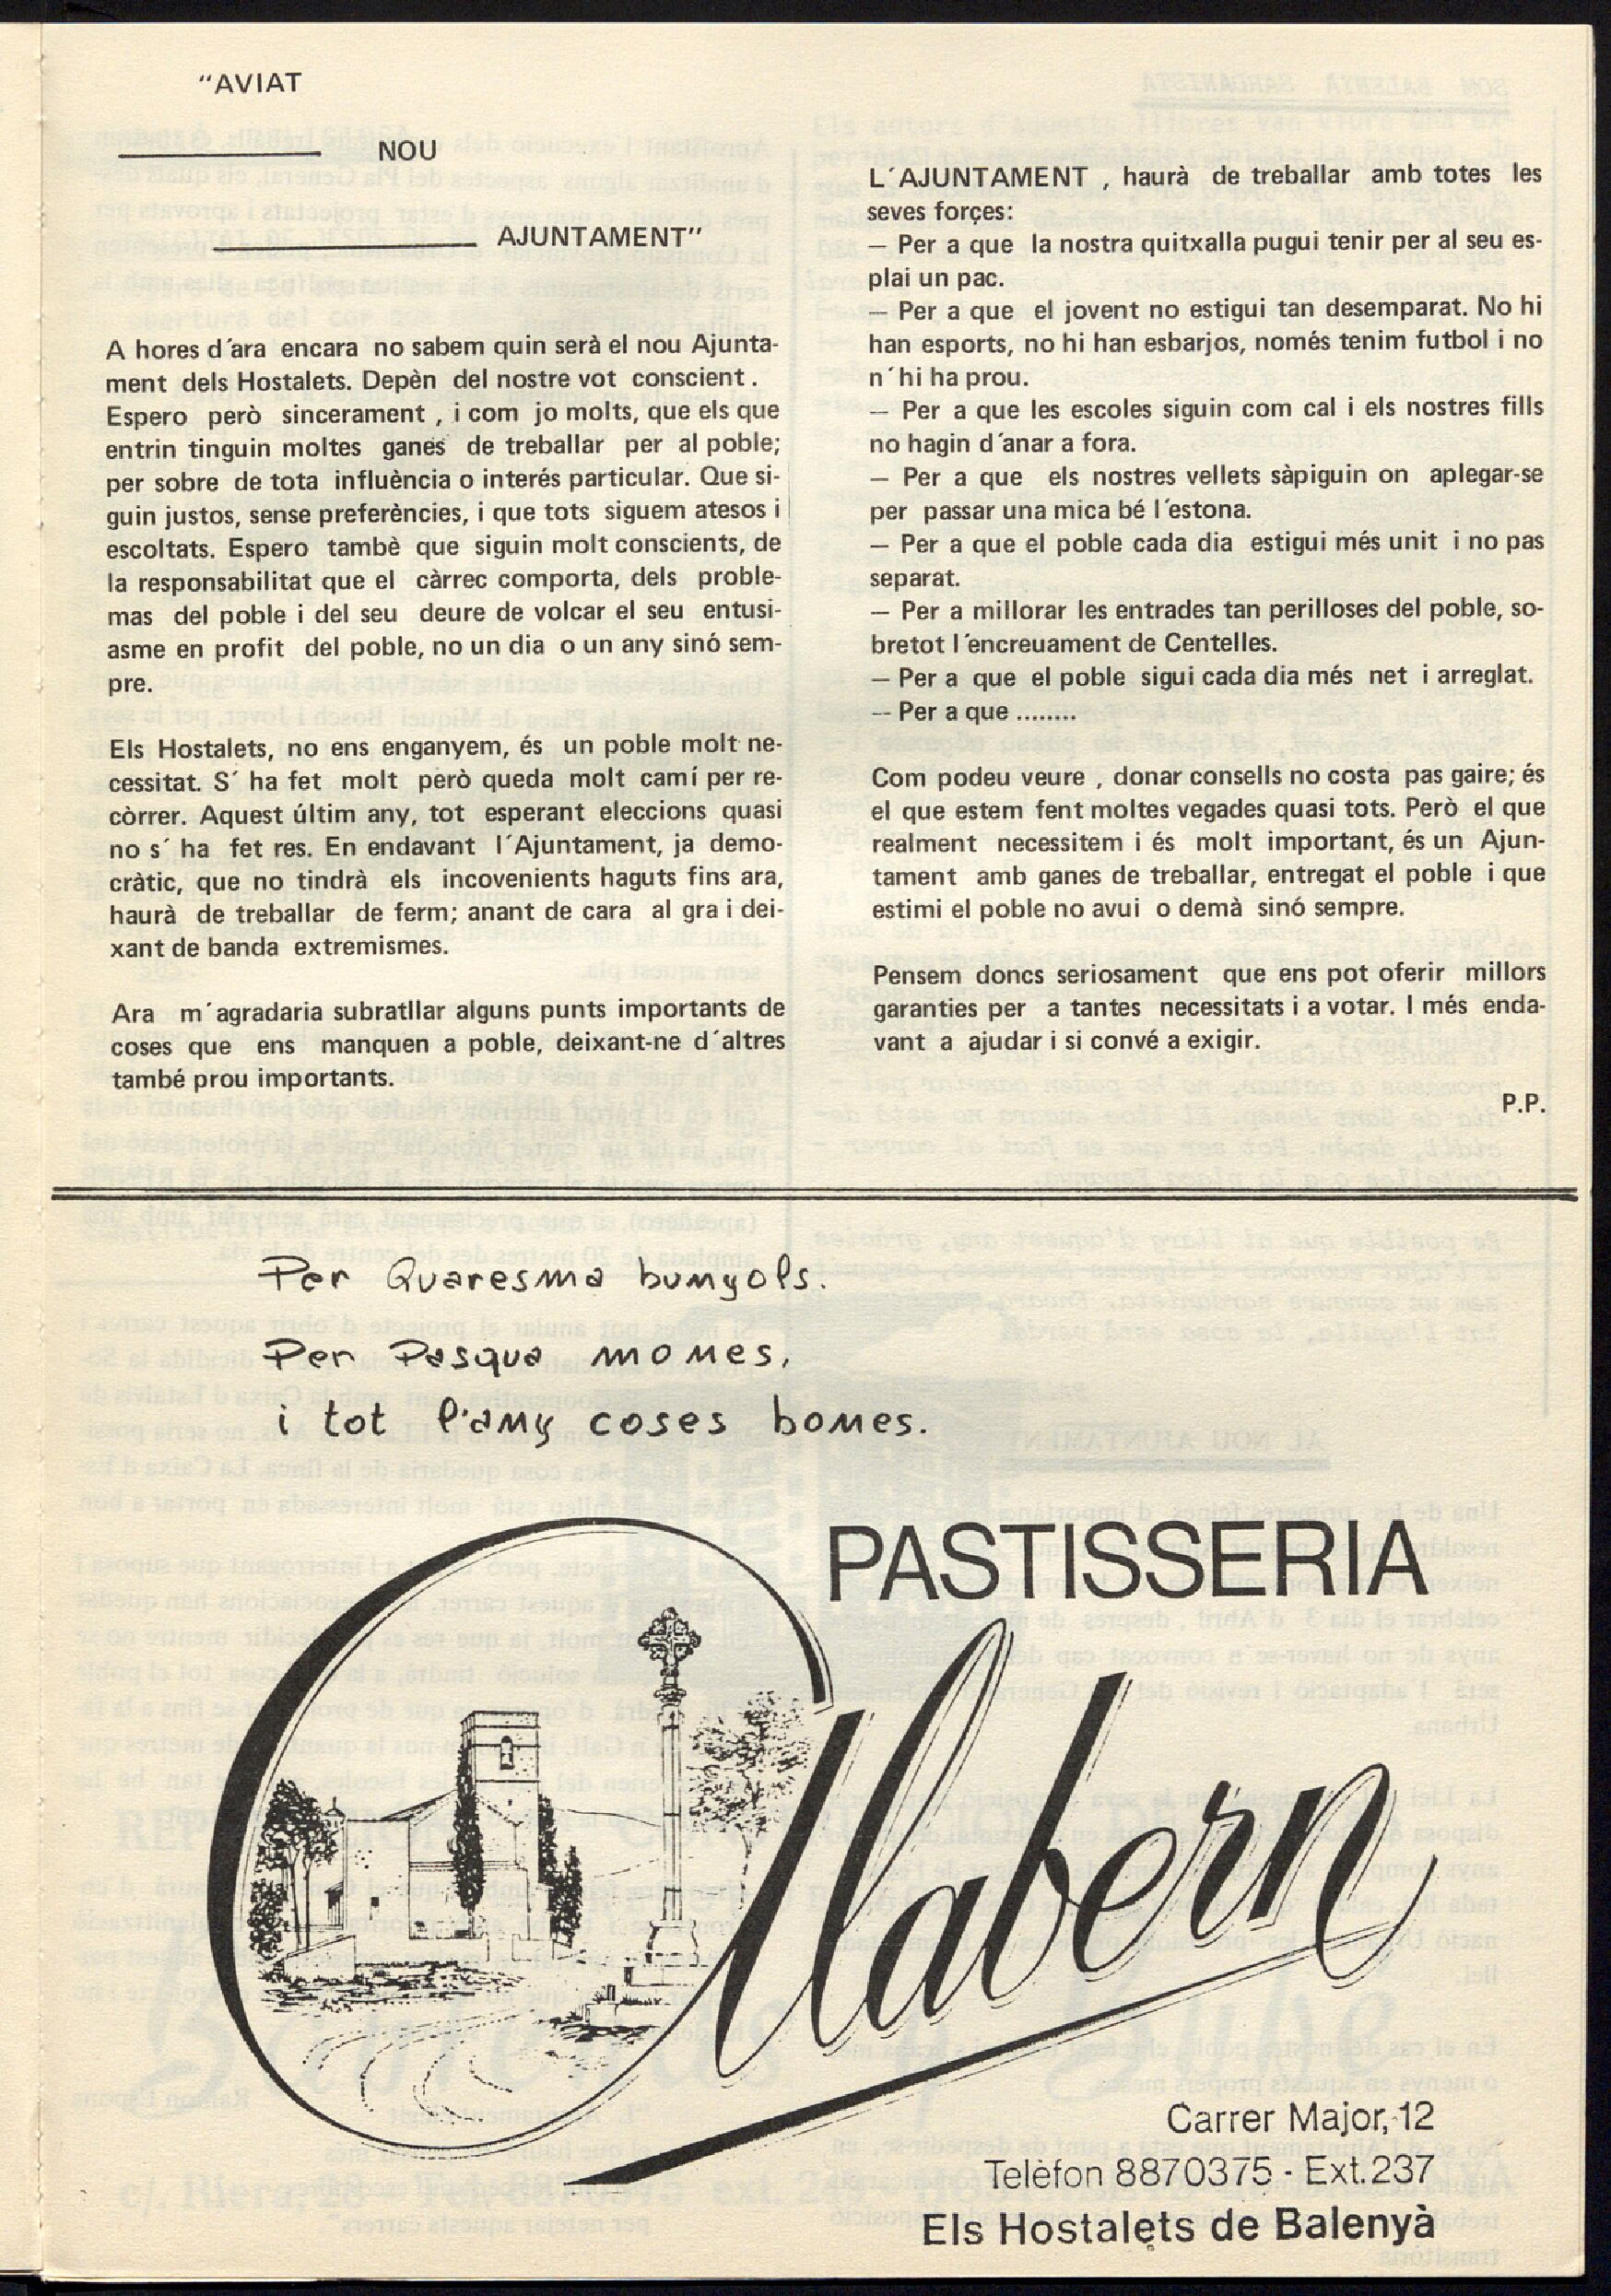 "AVIAT
NOU
AJUNTAMENT"
A hores d´ara encara no sabem quin serà el nou Ajunta-
ment dels Hostalets. Depèn del nostre vot conscient.
Espero però sincerament , i com jo molts, que els que
entrin tinguin moltes ganes de treballar per al poble;
per sobre de tota influència o interés particular. Que si-
guin justos, sense preferències, i que tots siguem atesos i
escoltats. Espero tambè que siguin molt conscients, de
la responsabilitat que el càrrec comporta, dels proble-
mas del poble i del seu deure de volcar el seu entusi-
asme en profit del poble, no un dia o un any sinó sem-
pre.
Els Hostalets, no ens enganyem, és un poble molt ne-
cessitat. S´ ha fet molt però queda molt camí per re-
còrrer. Aquest últim any, tot esperant eleccions quasi
no s´ ha fet res. En endavant l´Ajuntament, ja demo-
cràtic, que no tindrà els incovenients haguts fins ara,
haurà de treballar de ferm; anant de cara al gra i dei-
xant de banda extremismes.
Ara m´agradaria subratllar alguns punts importants de
coses que ens manquen a poble, deixant-ne d´altres
també prou importants.
L´AJUNTAMENT , haurà de treballar amb totes les
seves forçes:
— Per a que la nostra quitxalla pugui tenir per al seu es-
plai un pac.
— Per a que el jovent no estigui tan desemparat. No hi
han esports, no hi han esbarjos, només tenim futbol i no
n´hi ha prou.
— Per a que les escoles siguin com cal i els nostres fills
no hagin d´anar a fora.
— Per a que els nostres vellets sàpiguin on aplegar-se
per passar una mica bé l´estona.
— Per a que el poble cada dia estigui més unit i no pas
separat.
— Per a millorar les entrades tan perilloses del poble, so-
bretot l´encreuament de Centelles.
— Per a que el poble sigui cada dia més net i arreglat.
— Per a que ........
Com podeu veure , donar consells no costa pas gaire; és
el que estem fent moltes vegades quasi tots. Però el que
realment necessitem i és molt important, és un Ajun-
tament amb ganes de treballar, entregat el poble i que
estimi el poble no avui o demà sinó sempre.
Pensem doncs seriosament que ens pot oferir millors
garanties per a tantes necessitats i a votar. I més enda-
vant a ajudar i si convé a exigir.
P.P.
Per Quaresma bunyols.
Per Pasqua mones,
i tot l'any coses bones.
PASTISSERIA
Clabern
Carrer Major, 12
Telèfon 8870375 - Ext. 237
Els Hostalets de Balenyà